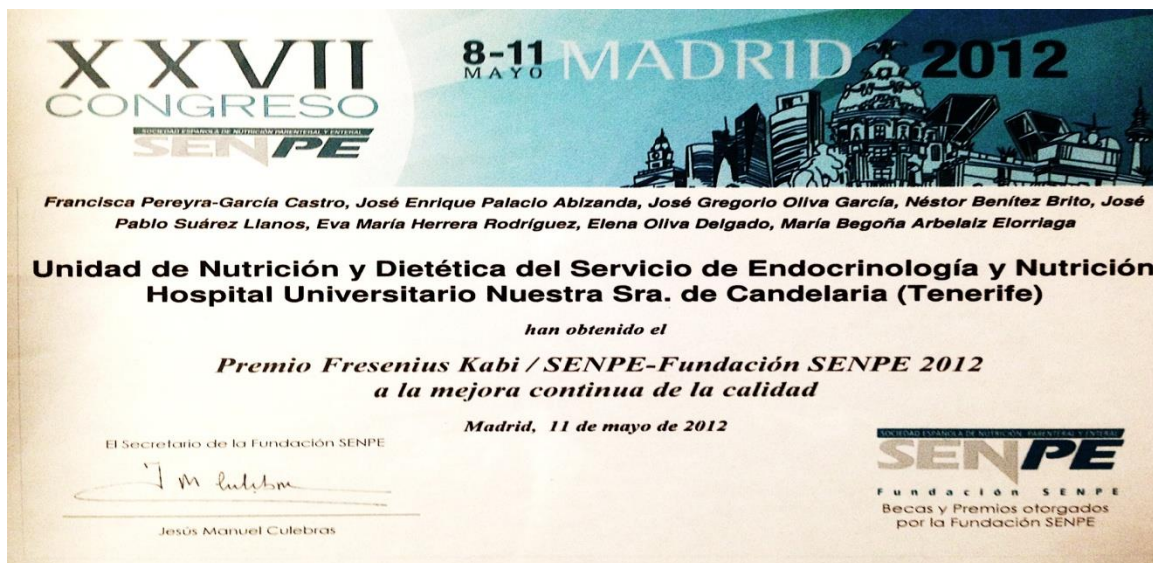 XXVII
CONGRESO
SOCIEDAD ESPAÑOLA DE NUTRICIÓN PARENTERAL Y ENTERAL
SENPE
8-11
MAYO
MADRID 2012
Francisca Pereyra-García Castro, José Enrique Palacio Abizanda, José Gregorio Oliva García, Néstor Benítez Brito, José
Pablo Suárez Llanos, Eva María Herrera Rodríguez, Elena Oliva Delgado, María Begoña Arbelaiz Elorriaga
Unidad de Nutrición y Dietética del Servicio de Endocrinología y Nutrición
Hospital Universitario Nuestra Sra. de Candelaria (Tenerife)
han obtenido el
Premio Fresenius Kabi / SENPE-Fundación SENPE 2012
a la mejora continua de la calidad
Madrid, 11 de mayo de 2012
El Secretario de la Fundación SENPE
J M Culebras
Jesús Manuel Culebras
SOCIEDAD ESPAÑOLA DE NUTRICIÓN PARENTERAL Y ENTERAL
SENPE
Fundación SENPE
Becas y Premios otorgados
por la Fundación SENPE